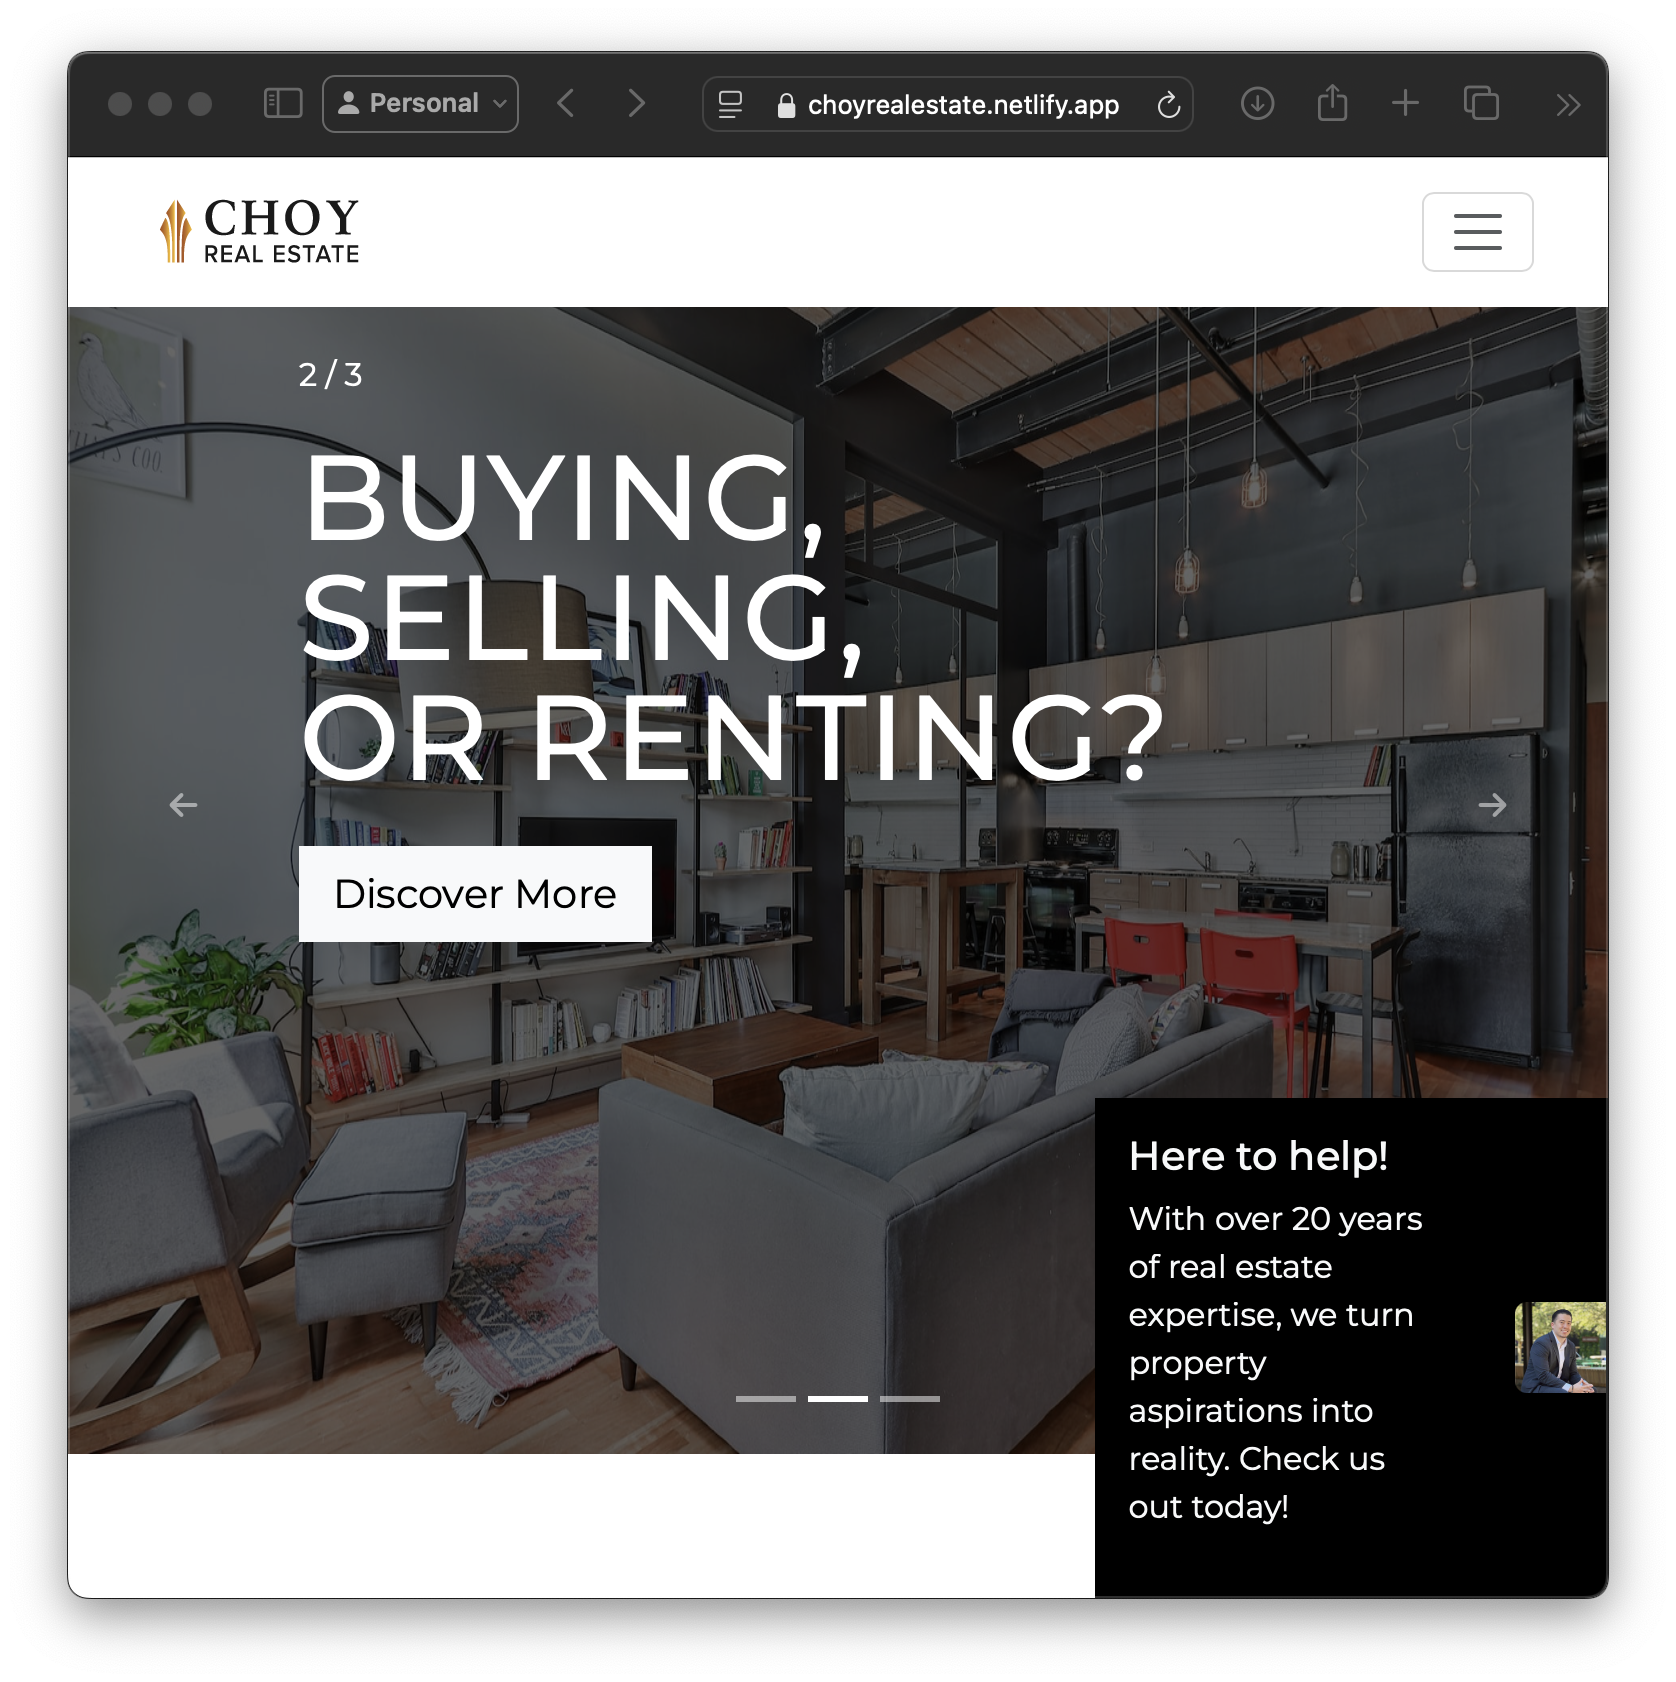 Personal
choyrealestate.netlify.app
CHOY
REAL ESTATE
2 / 3
BUYING,
SELLING,
OR RENTING?
Discover More
Here to help!
With over 20 years
of real estate
expertise, we turn
property
aspirations into
reality. Check us
out today!